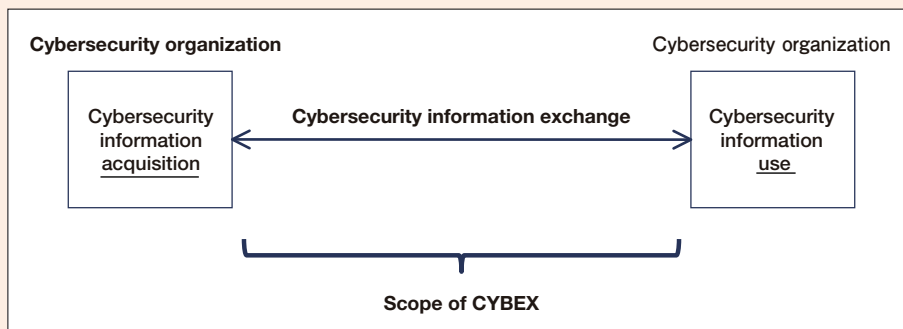 Cybersecurity organization
Cybersecurity organization
Cybersecurity
information
acquisition
Cybersecurity information exchange
Cybersecurity
information
use
Scope of CYBEX